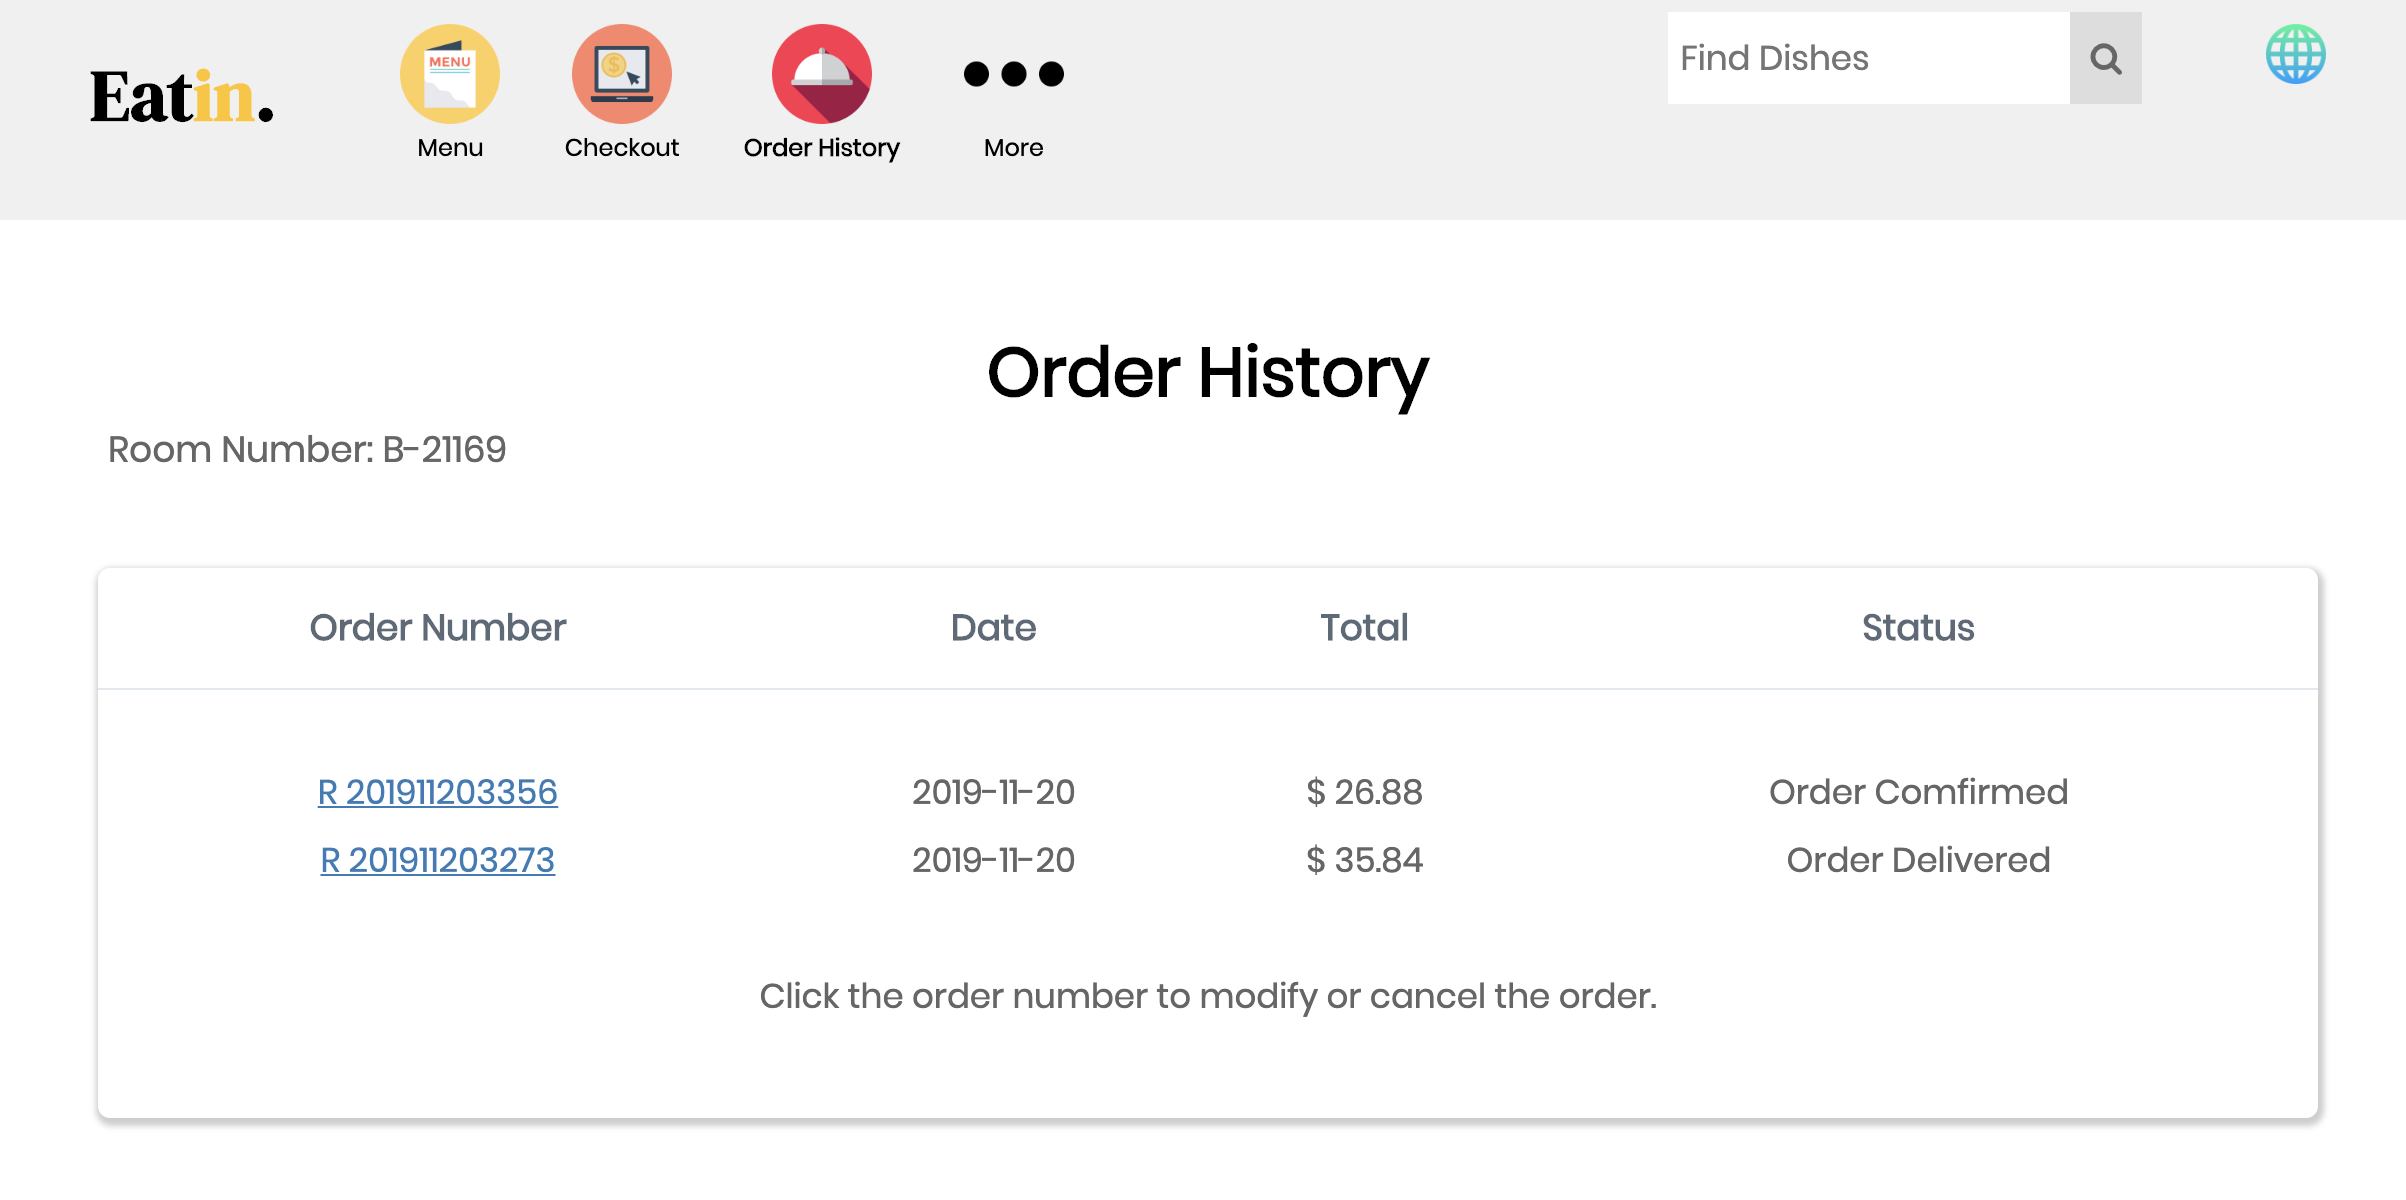 Eatin.
MENU
$
Menu
Checkout
Order History
More
Find Dishes
Order History
Room Number: B-21169
Order Number Date Total Status
R 201911203356 2019-11-20 $ 26.88 Order Comfirmed
R 201911203273 2019-11-20 $ 35.84 Order Delivered
Click the order number to modify or cancel the order.